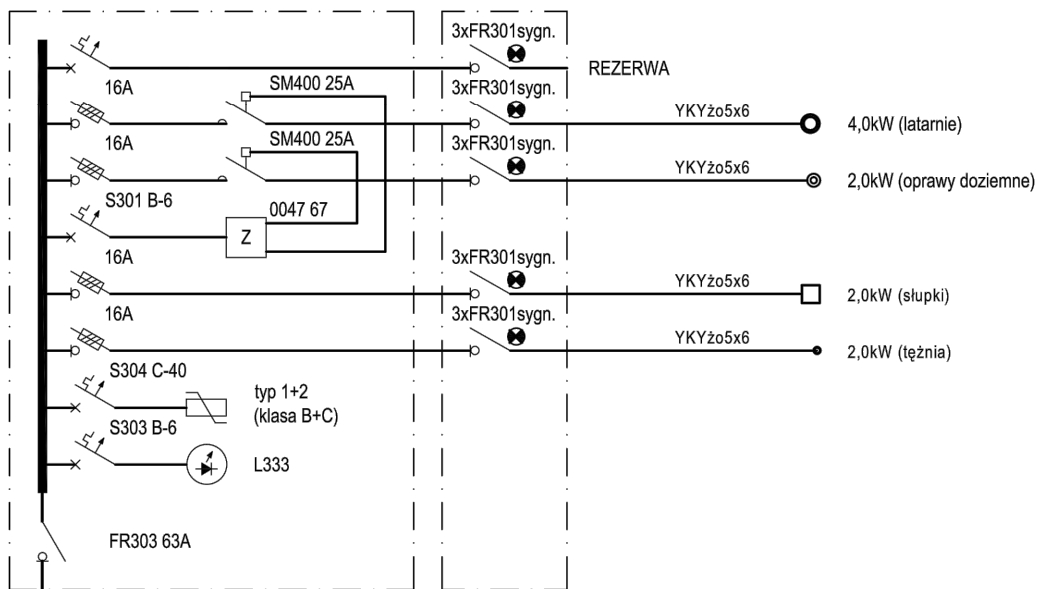 3xFR301sygn.
REZERWA
16A
SM400 25A
3xFR301sygn.
YKYżo5x6
4,0kW (latarnie)
16A
SM400 25A
3xFR301sygn.
YKYżo5x6
2,0kW (oprawy doziemne)
S301 B-6
0047 67
Z
16A
3xFR301sygn.
YKYżo5x6
2,0kW (słupki)
16A
3xFR301sygn.
YKYżo5x6
2,0kW (tężnia)
S304 C-40
typ 1+2
(klasa B+C)
S303 B-6
L333
FR303 63A